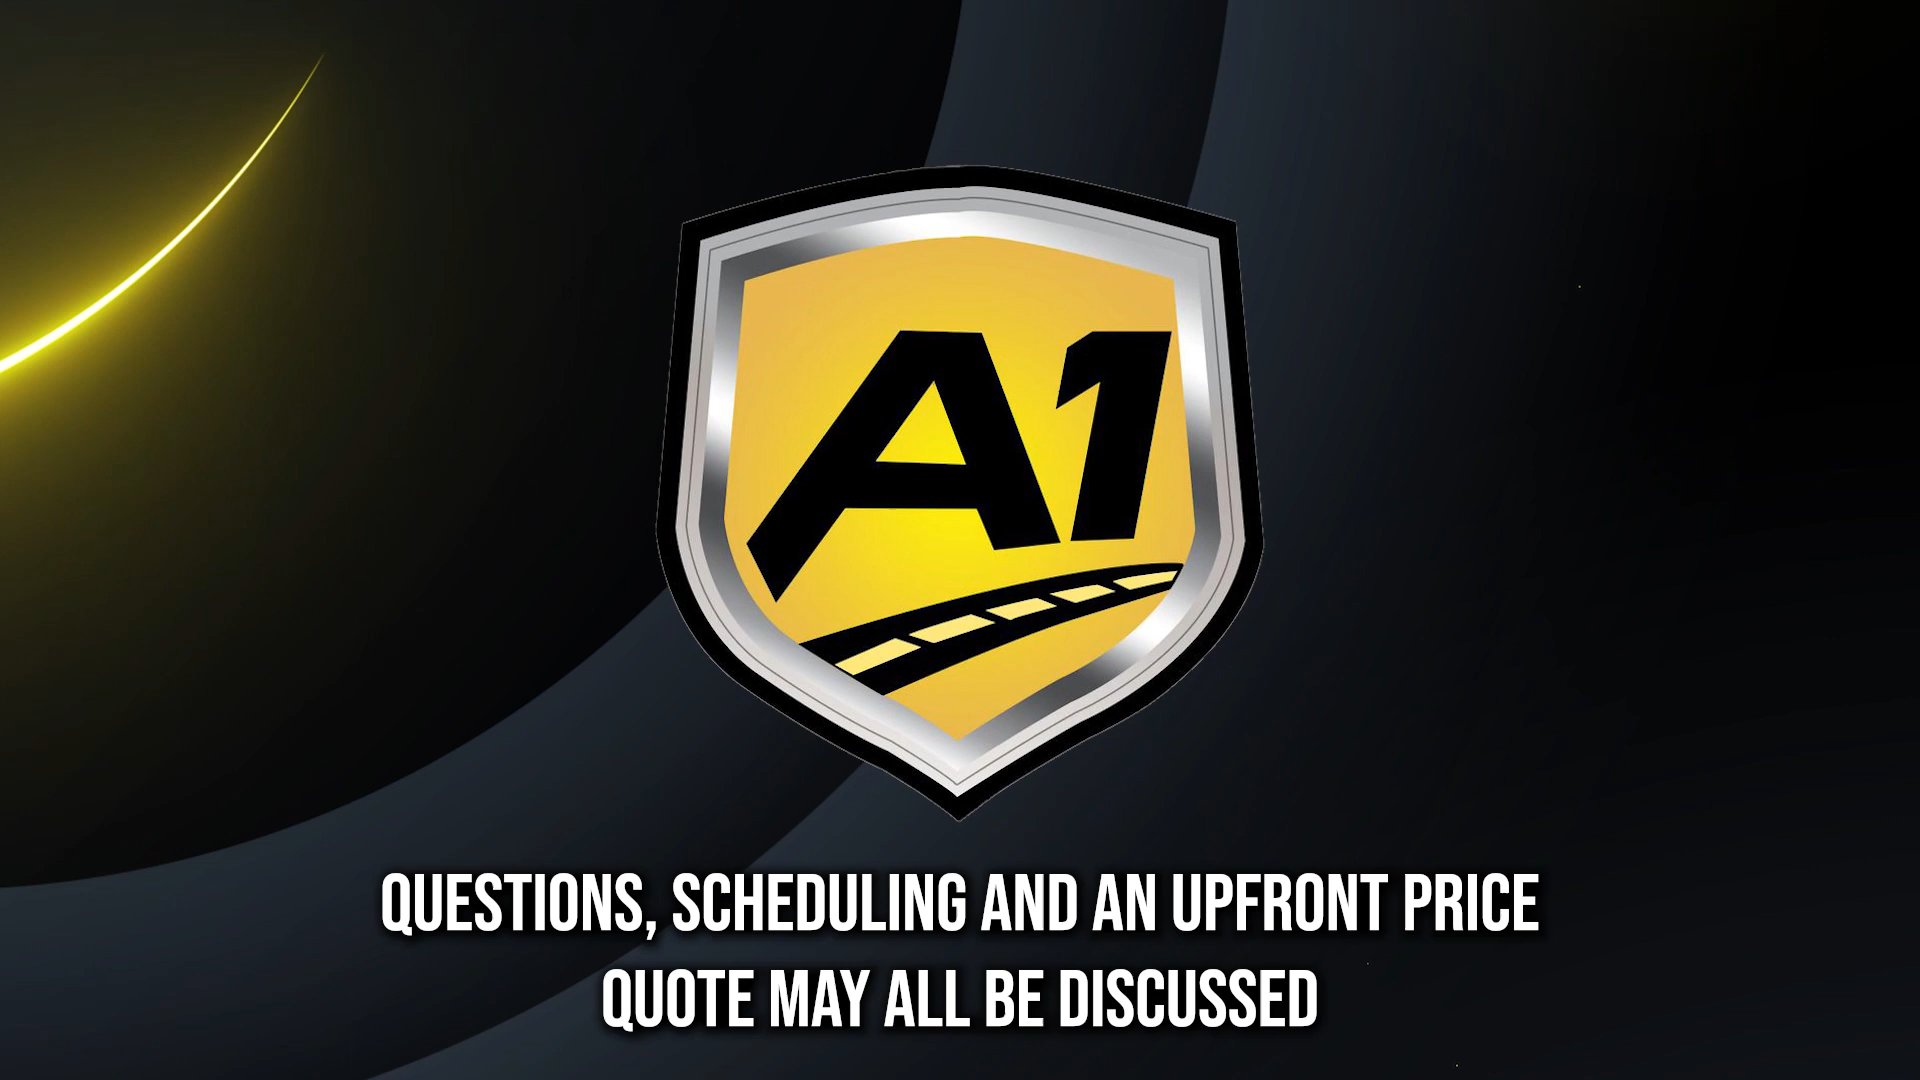 A1
QUESTIONS, SCHEDULING AND AN UPFRONT PRICE
QUOTE MAY ALL BE DISCUSSED